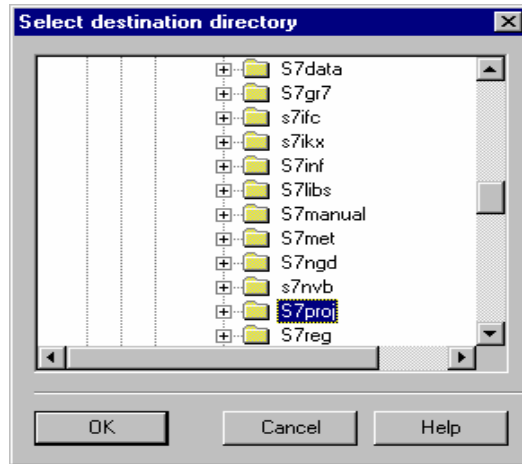 Select destination directory
S7data
S7gr7
s7ifc
s7ikx
S7inf
S7libs
S7manual
S7met
S7ngd
s7nvb
S7proj
S7reg
OK Cancel Help